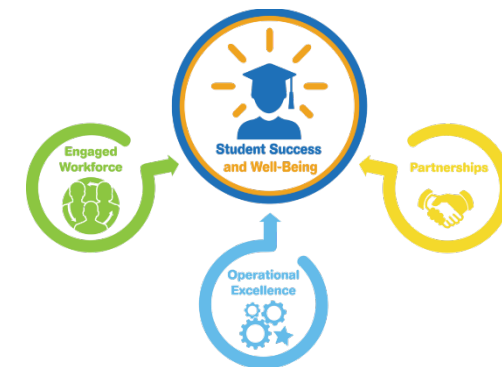 Student Success
and Well-Being
Engaged
Workforce
Partnerships
Operational
Excellence